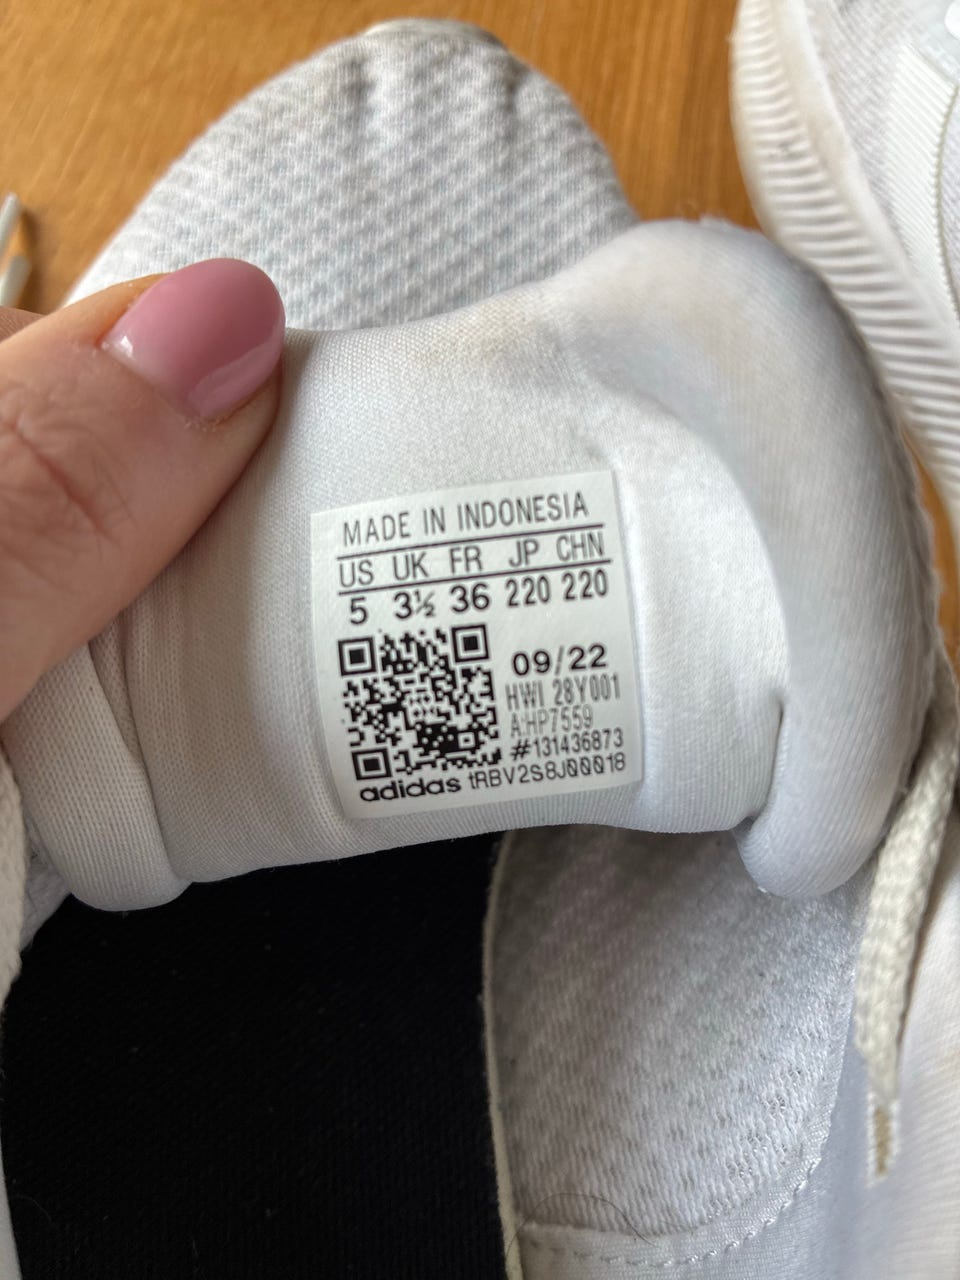 MADE IN INDONESIA
US UK FR JP CHN
5 3½ 36 220 220
09/22
HWI 28Y001
A:HP7559
#131436873
adidas tRBV2S8J00018